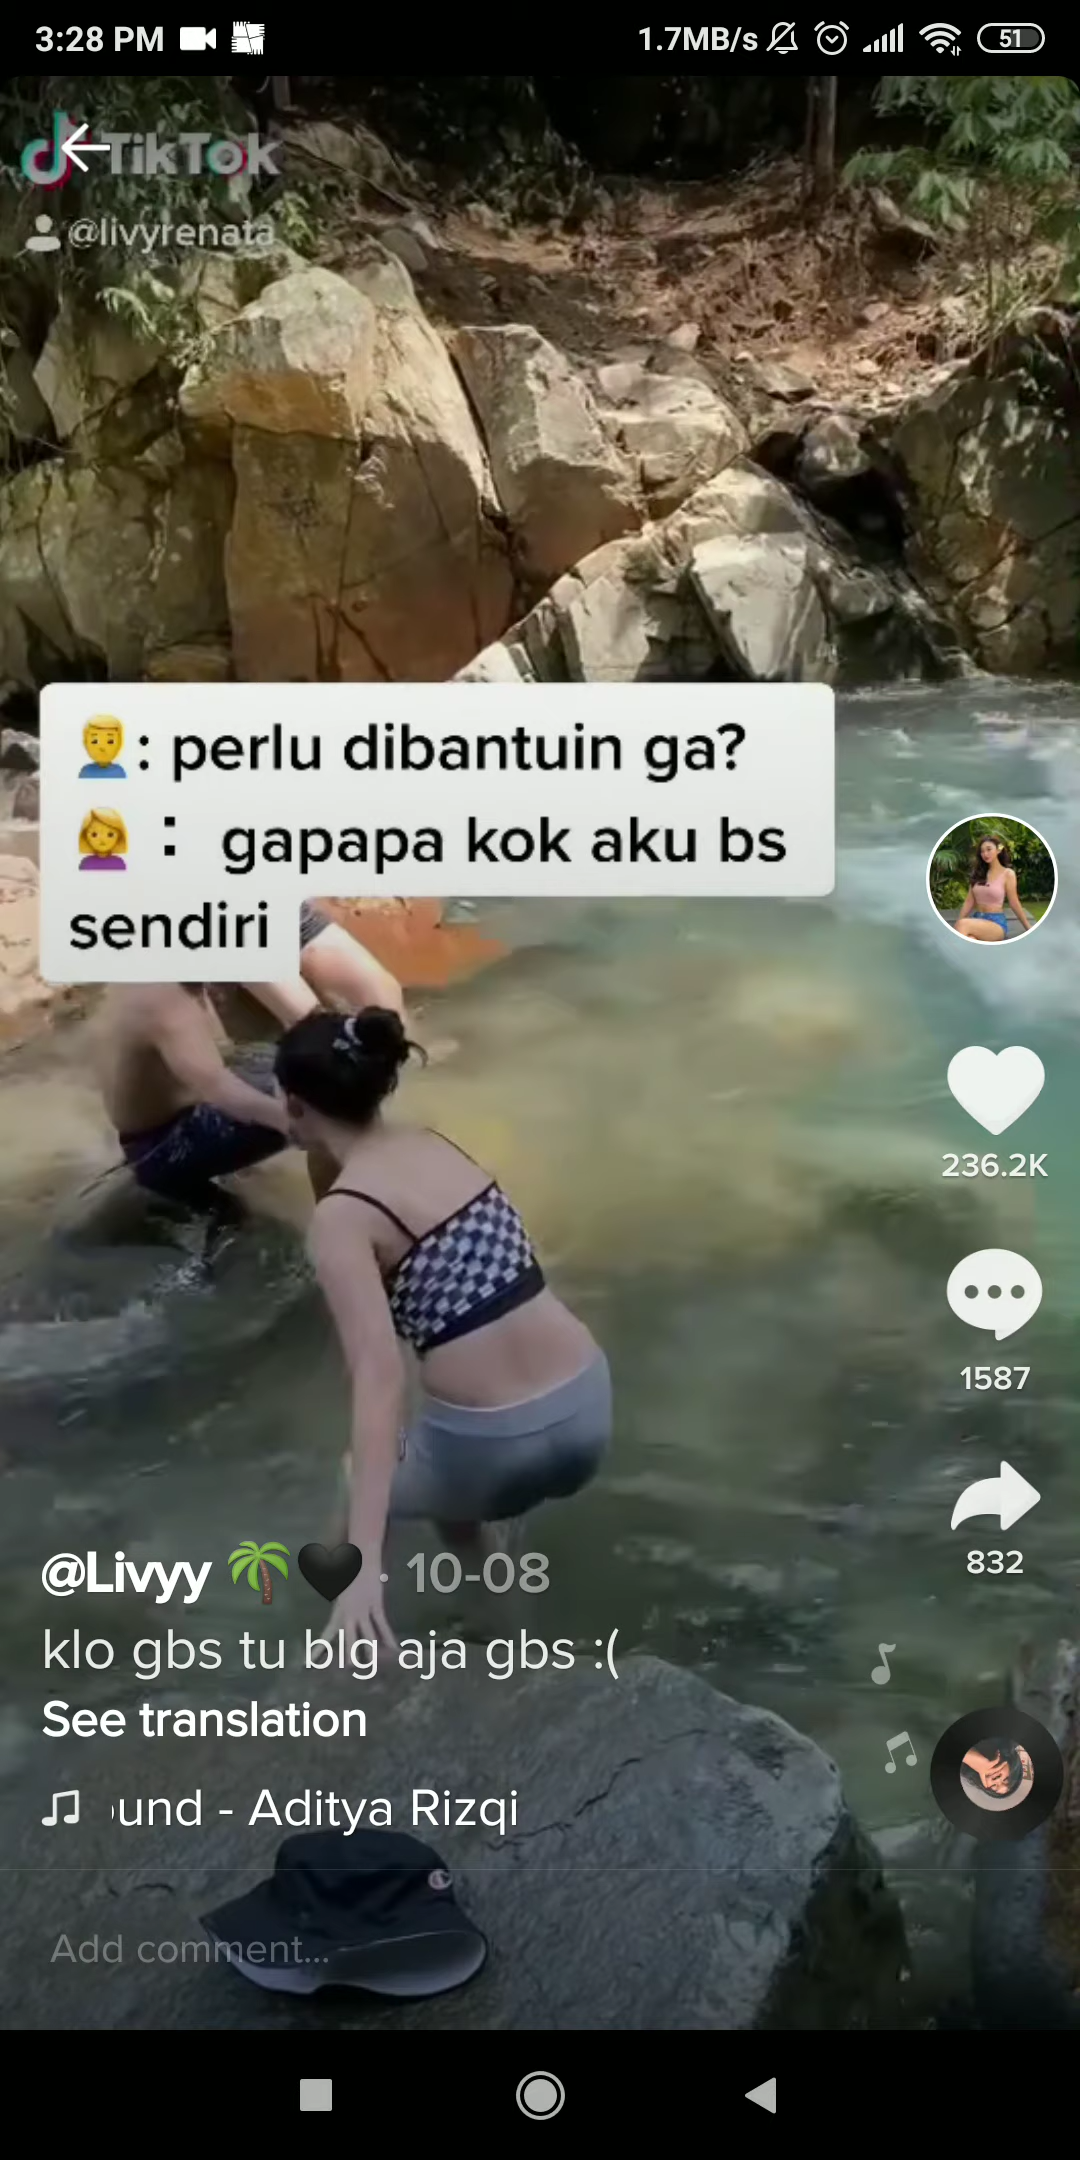 3:28 PM
1.7MB/s
51
TikTok
@livyrenata
🙎‍♂️: perlu dibantuin ga?
🙎‍♀️ : gapapa kok aku bs
sendiri
236.2K
1587
832
@Livyy 🌴🖤 · 10-08
klo gbs tu blg aja gbs :(
See translation
und - Aditya Rizqi
Add comment...